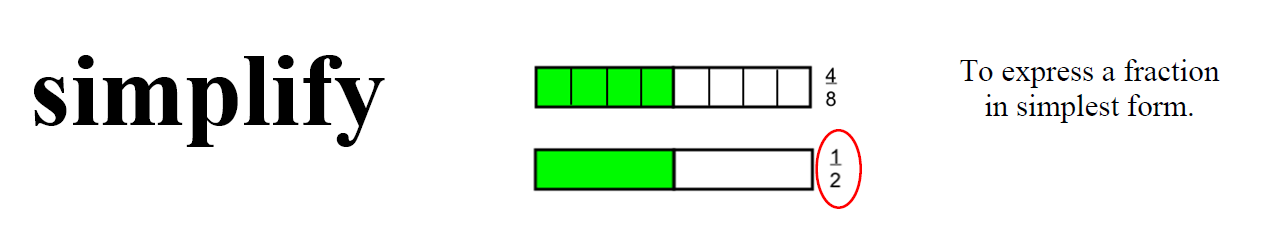 simplify
4
8
1
2
To express a fraction
in simplest form.